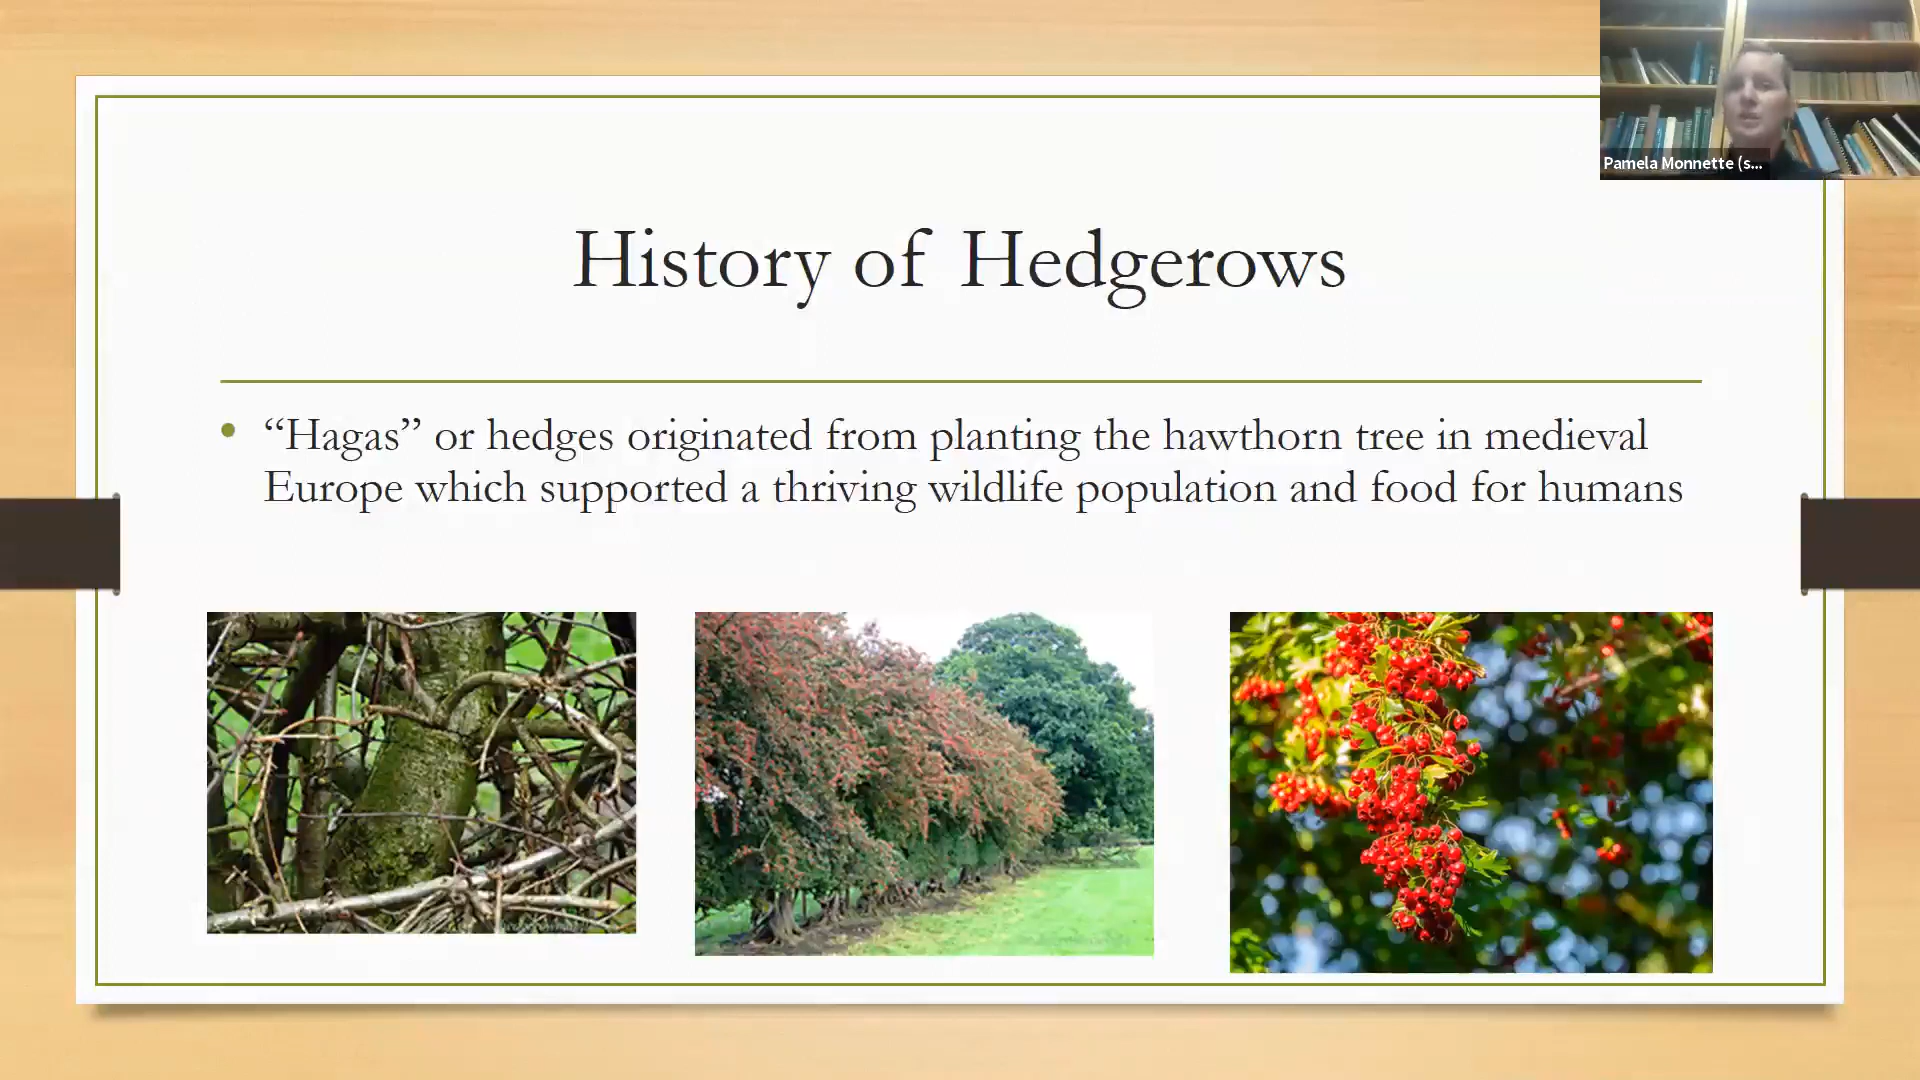 Pamela Monnette (s...
History of Hedgerows
“Hagas” or hedges originated from planting the hawthorn tree in medieval
Europe which supported a thriving wildlife population and food for humans